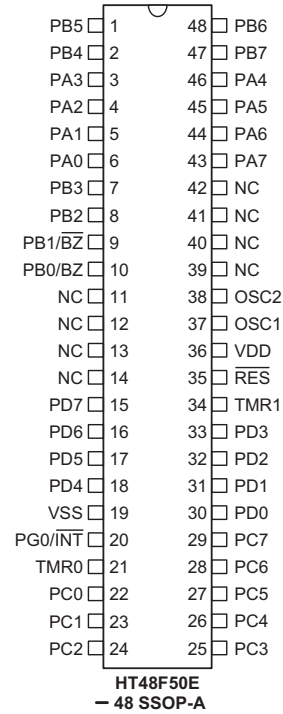 PB5 1 48 PB6
PB4 2 47 PB7
PA3 3 46 PA4
PA2 4 45 PA5
PA1 5 44 PA6
PA0 6 43 PA7
PB3 7 42 NC
PB2 8 41 NC
PB1/B̅Z̅ 9 40 NC
PB0/BZ 10 39 NC
NC 11 38 OSC2
NC 12 37 OSC1
NC 13 36 VDD
NC 14 35 R̅E̅S̅
PD7 15 34 TMR1
PD6 16 33 PD3
PD5 17 32 PD2
PD4 18 31 PD1
VSS 19 30 PD0
PG0/I̅N̅T̅ 20 29 PC7
TMR0 21 28 PC6
PC0 22 27 PC5
PC1 23 26 PC4
PC2 24 25 PC3
HT48F50E
– 48 SSOP-A